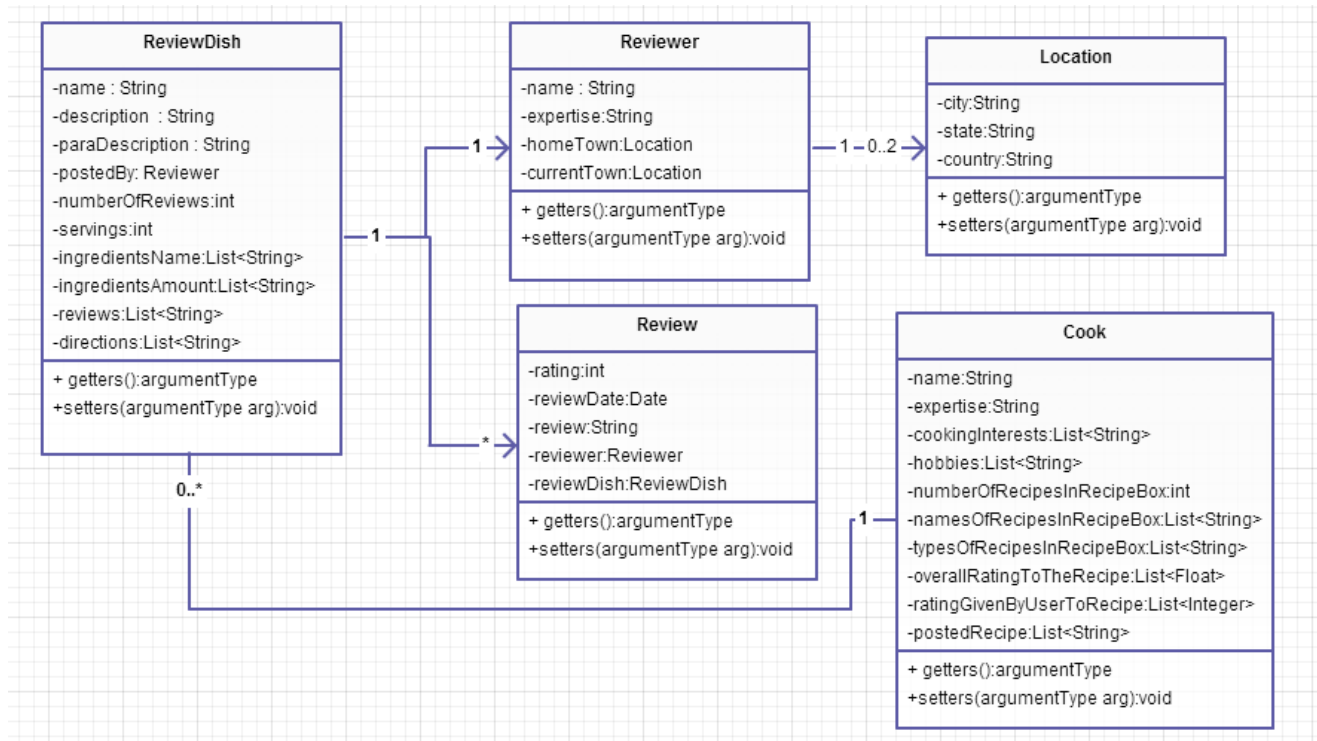 ReviewDish
-name : String
-description : String
-paraDescription : String
-postedBy: Reviewer
-numberOfReviews:int
-servings:int
-ingredientsName:List<String>
-ingredientsAmount:List<String>
-reviews:List<String>
-directions:List<String>
+ getters():argumentType
+setters(argumentType arg):void
1
1
*
0..*
Reviewer
-name : String
-expertise:String
-homeTown:Location
-currentTown:Location
+ getters():argumentType
+setters(argumentType arg):void
1
0..2
Location
-city:String
-state:String
-country:String
+ getters():argumentType
+setters(argumentType arg):void
Review
-rating:int
-reviewDate:Date
-review:String
-reviewer:Reviewer
-reviewDish:ReviewDish
+ getters():argumentType
+setters(argumentType arg):void
1
Cook
-name:String
-expertise:String
-cookingInterests:List<String>
-hobbies:List<String>
-numberOfRecipesInRecipeBox:int
-namesOfRecipesInRecipeBox:List<String>
-typesOfRecipesInRecipeBox:List<String>
-overallRatingToTheRecipe:List<Float>
-ratingGivenByUserToRecipe:List<Integer>
-postedRecipe:List<String>
+ getters():argumentType
+setters(argumentType arg):void